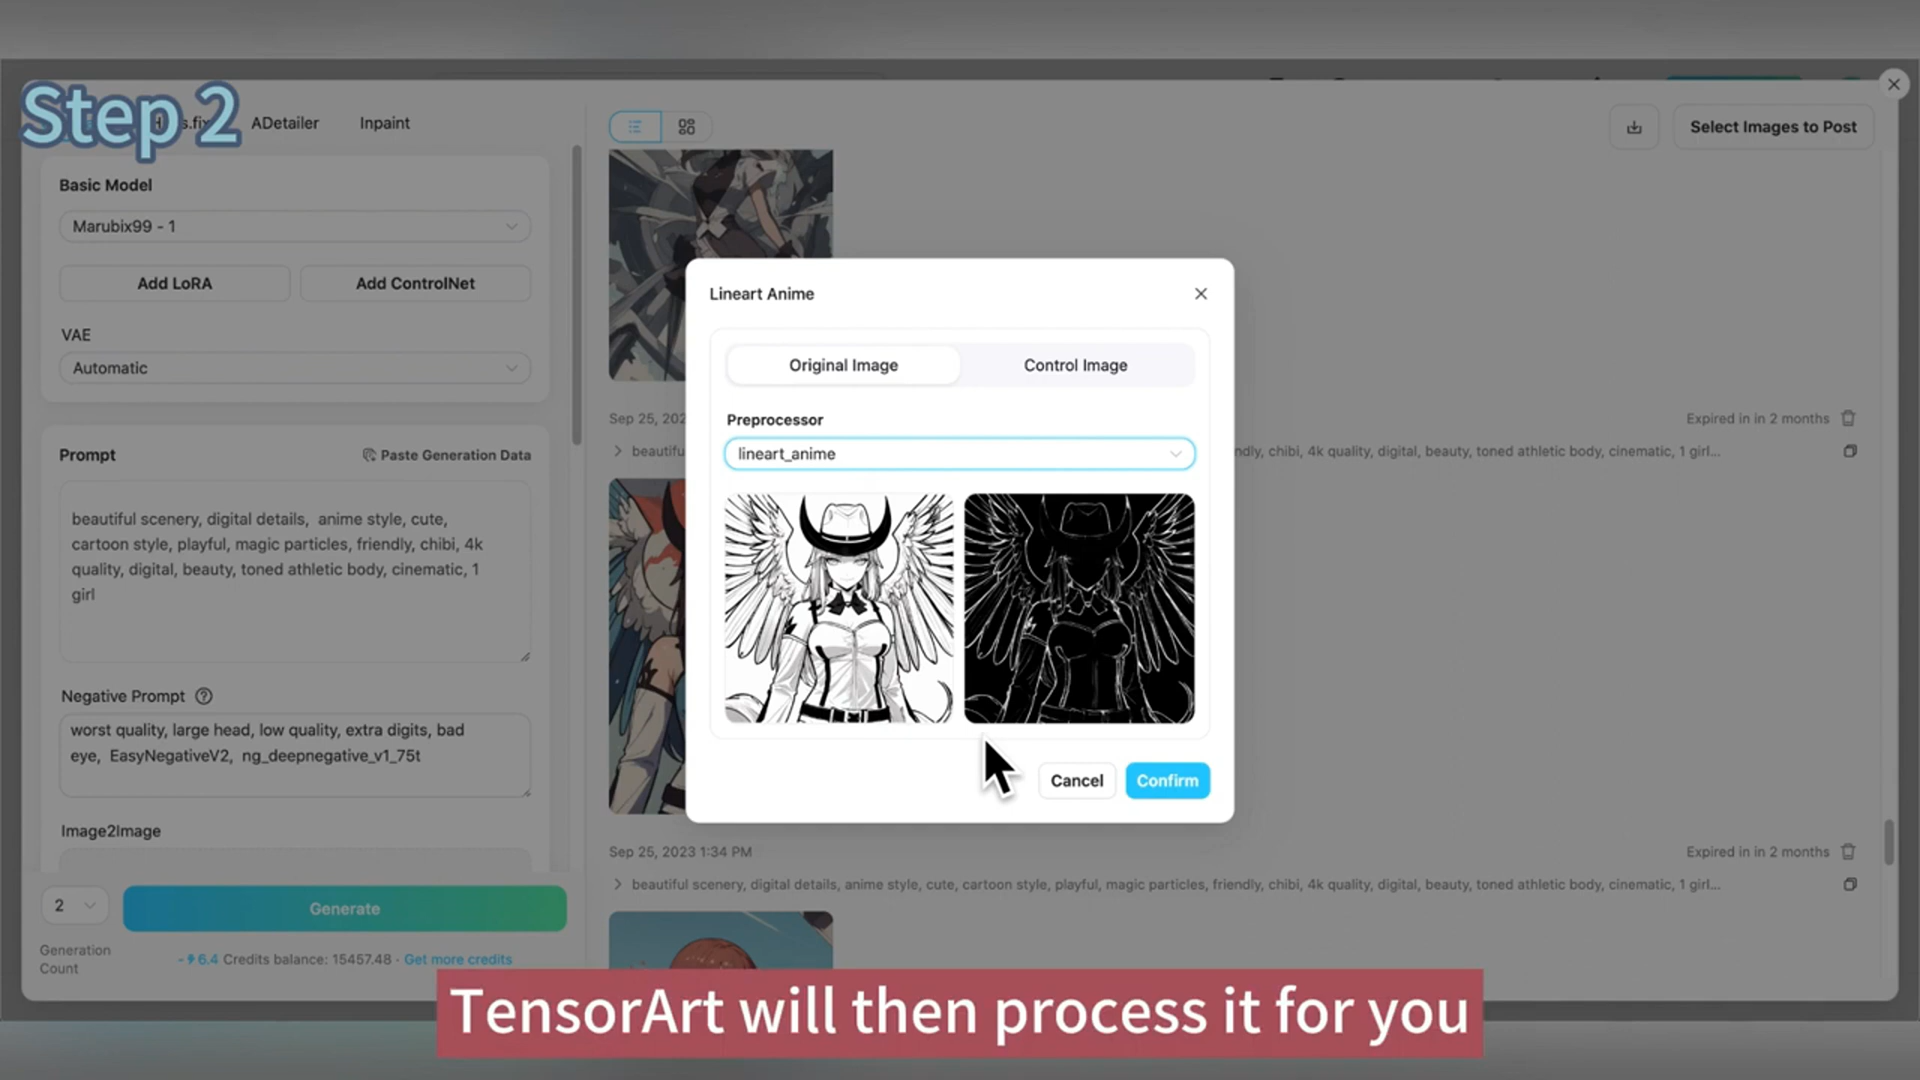 Step 2
ADetailer
Inpaint
Select Images to Post
Basic Model
Marubix99 - 1
Add LoRA
Add ControlNet
VAE
Automatic
Prompt
Paste Generation Data
beautiful scenery, digital details,  anime style, cute,
cartoon style, playful, magic particles, friendly, chibi, 4k
quality, digital, beauty, toned athletic body, cinematic, 1
girl
Negative Prompt
worst quality, large head, low quality, extra digits, bad
eye,  EasyNegativeV2,  ng_deepnegative_v1_75t
Image2Image
2
Generate
Generation
Count
- 6.4 Credits balance: 15457.48 · Get more credits
Lineart Anime
Original Image
Control Image
Preprocessor
lineart_anime
Cancel
Confirm
Sep 25,
Expired in in 2 months
chibi, 4k quality, digital, beauty, toned athletic body, cinematic, 1 girl...
Sep 25, 2023 1:34 PM
Expired in in 2 months
beautiful scenery, digital details, anime style, cute, cartoon style, playful, magic particles, friendly, chibi, 4k quality, digital, beauty, toned athletic body, cinematic, 1 girl...
TensorArt will then process it for you